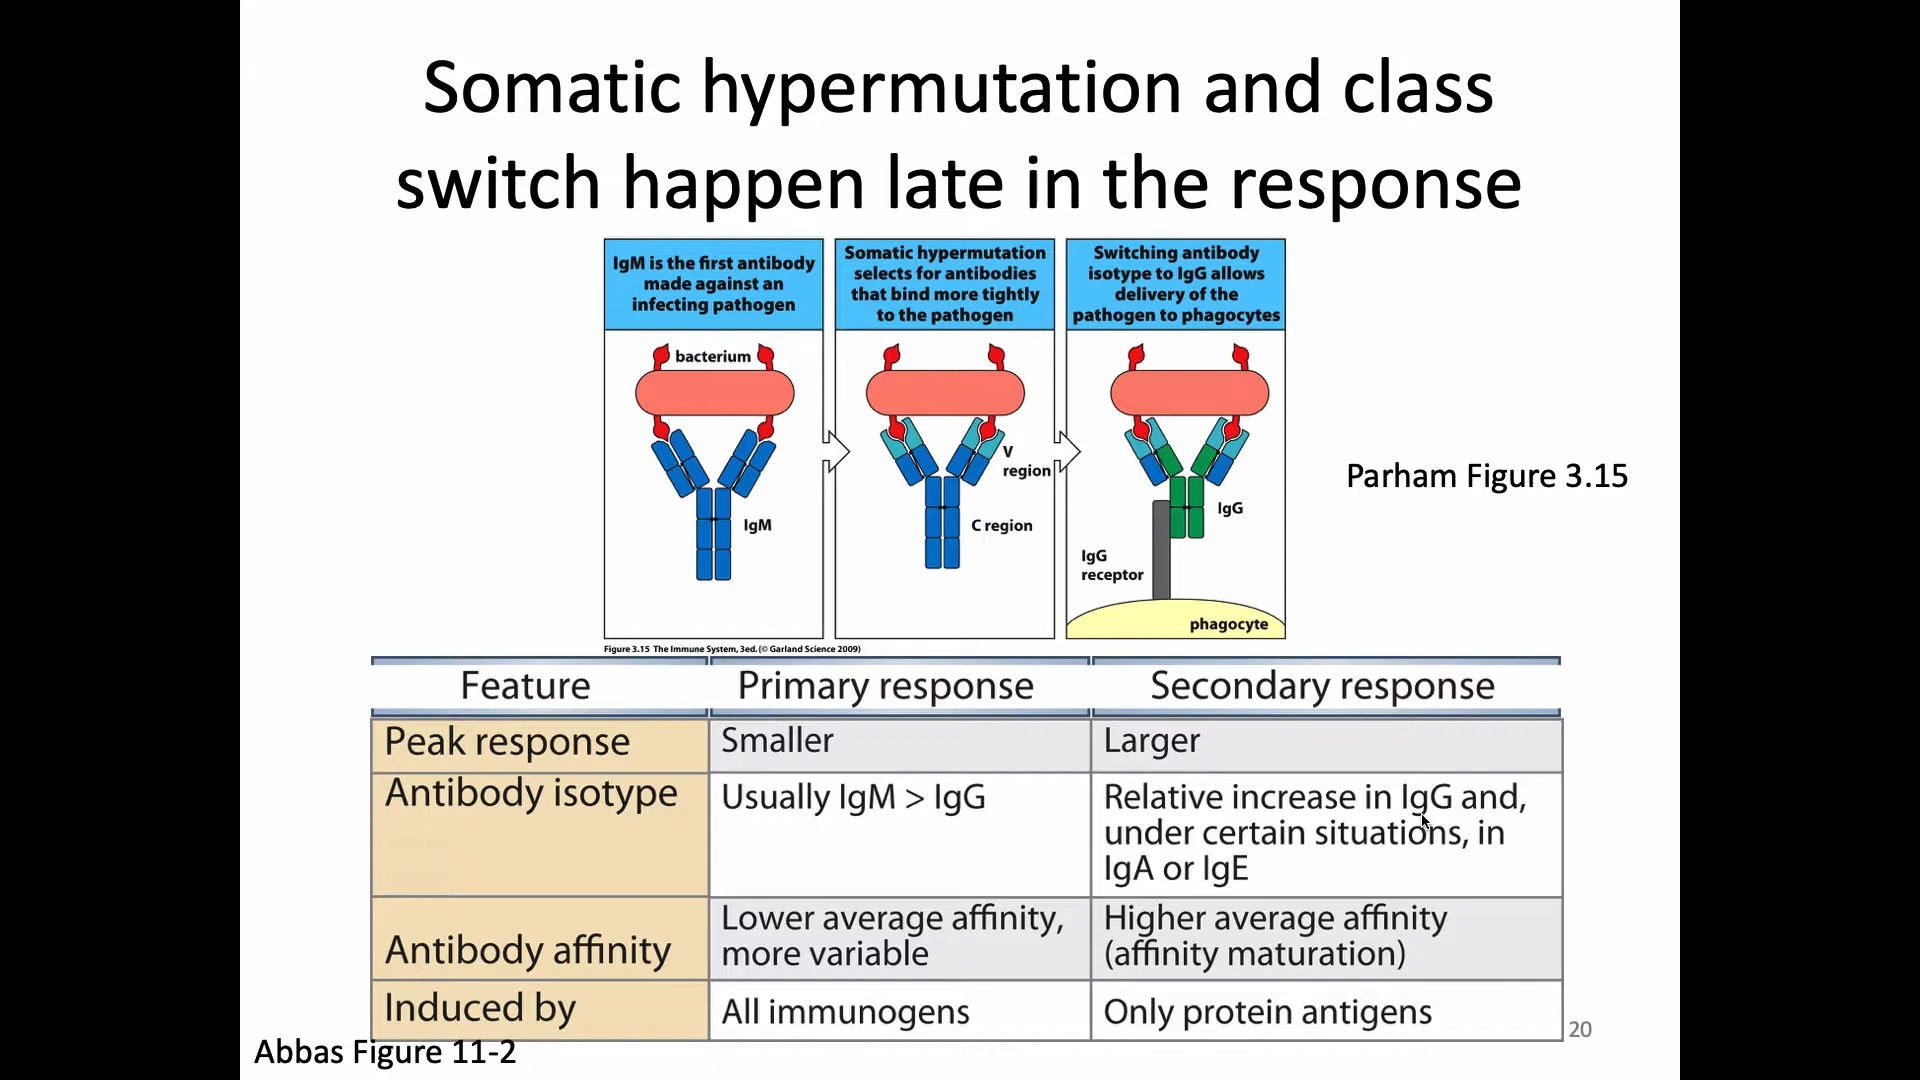 Somatic hypermutation and class
switch happen late in the response
IgM is the first antibody
made against an
infecting pathogen
bacterium
IgM
Somatic hypermutation
selects for antibodies
that bind more tightly
to the pathogen
V
region
C region
Switching antibody
isotype to IgG allows
delivery of the
pathogen to phagocytes
IgG
IgG
receptor
phagocyte
Parham Figure 3.15
Figure 3.15 The Immune System, 3ed. (© Garland Science 2009)
Feature Primary response Secondary response
Peak response Smaller Larger
Antibody isotype Usually IgM > IgG Relative increase in IgG and,
under certain situations, in
IgA or IgE
Antibody affinity Lower average affinity,
more variable
Higher average affinity
(affinity maturation)
Induced by All immunogens Only protein antigens
20
Abbas Figure 11-2